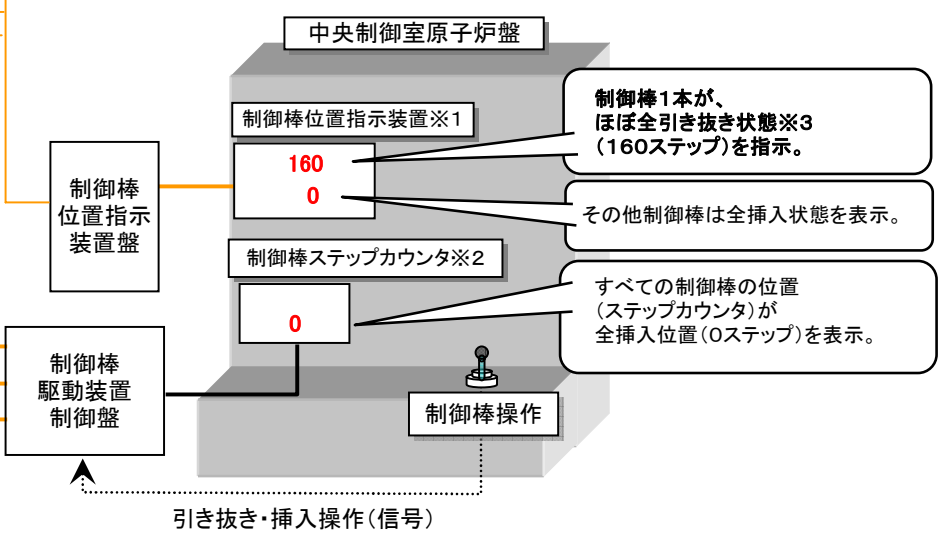 中央制御室原子炉盤
制御棒位置指示装置※1
160
0
制御棒1本が、
ほぼ全引き抜き状態※3
(160ステップ)を指示。
その他制御棒は全挿入状態を表示。
制御棒
位置指示
装置盤
制御棒ステップカウンタ※2
0
すべての制御棒の位置
(ステップカウンタ)が
全挿入位置(0ステップ)を表示。
制御棒
駆動装置
制御盤
制御棒操作
引き抜き・挿入操作(信号)